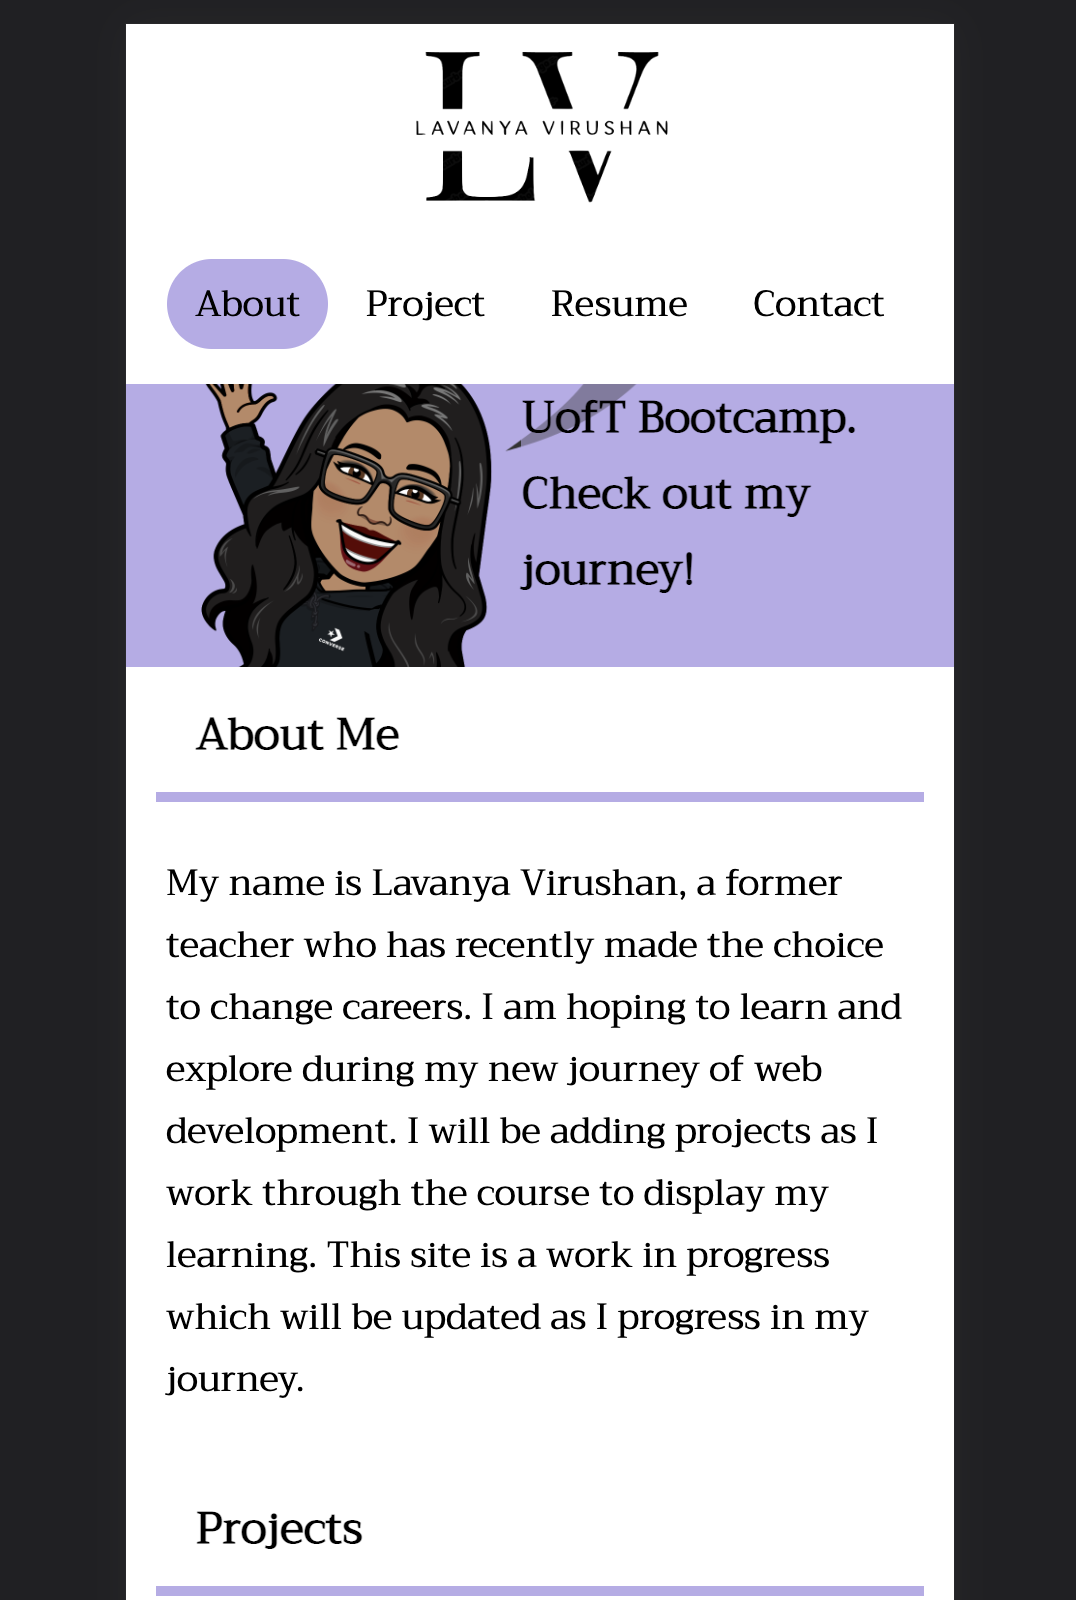 LV
LAVANYA VIRUSHAN
About Project Resume Contact
UofT Bootcamp.
Check out my
journey!
CONVERSE
About Me
My name is Lavanya Virushan, a former
teacher who has recently made the choice
to change careers. I am hoping to learn and
explore during my new journey of web
development. I will be adding projects as I
work through the course to display my
learning. This site is a work in progress
which will be updated as I progress in my
journey.
Projects